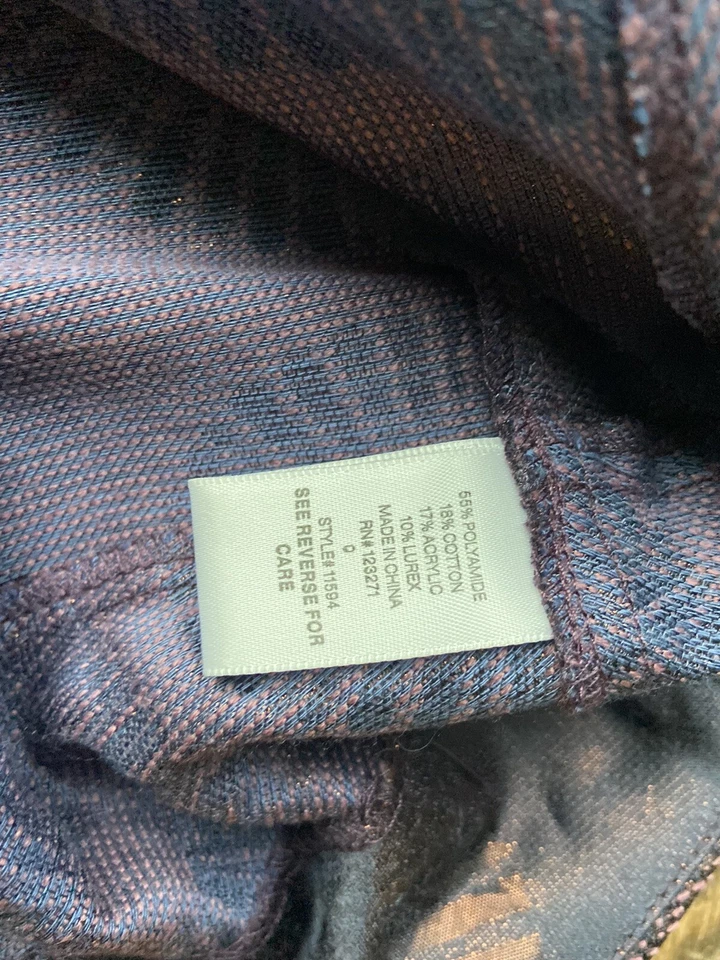 55% POLYAMIDE
18% COTTON
17% ACRYLIC
10% LUREX
MADE IN CHINA
RN# 123271
Q
STYLE# 11594
SEE REVERSE FOR
CARE